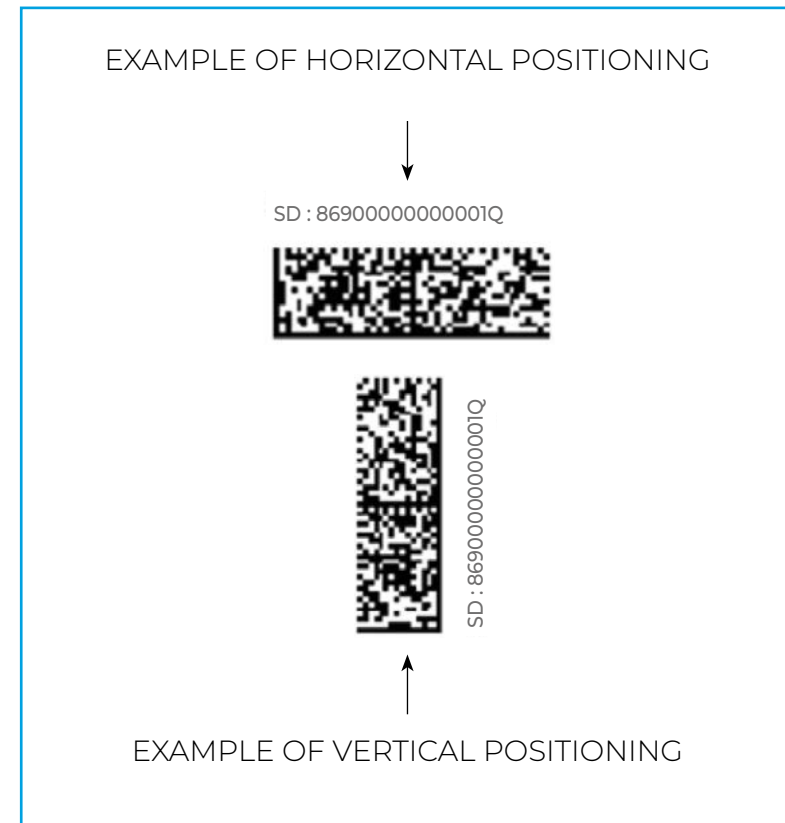 EXAMPLE OF HORIZONTAL POSITIONING
SD : 86900000000001Q
SD : 86900000000001Q
EXAMPLE OF VERTICAL POSITIONING